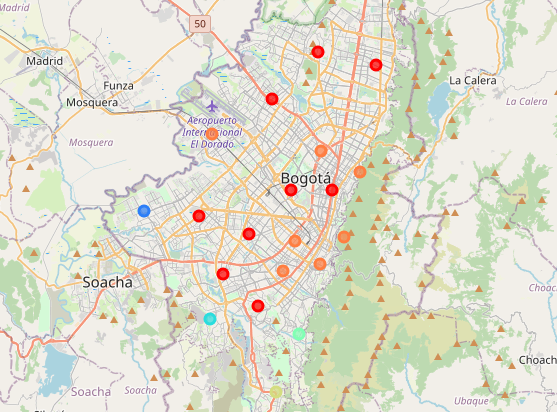 50
Madrid
Funza
Mosquera
Mosquera
Aeropuerto
Internacional
El Dorado
La Calera
La Calera
Bogotá
Soacha
Soacha
Soacha
Choach
Ubaque